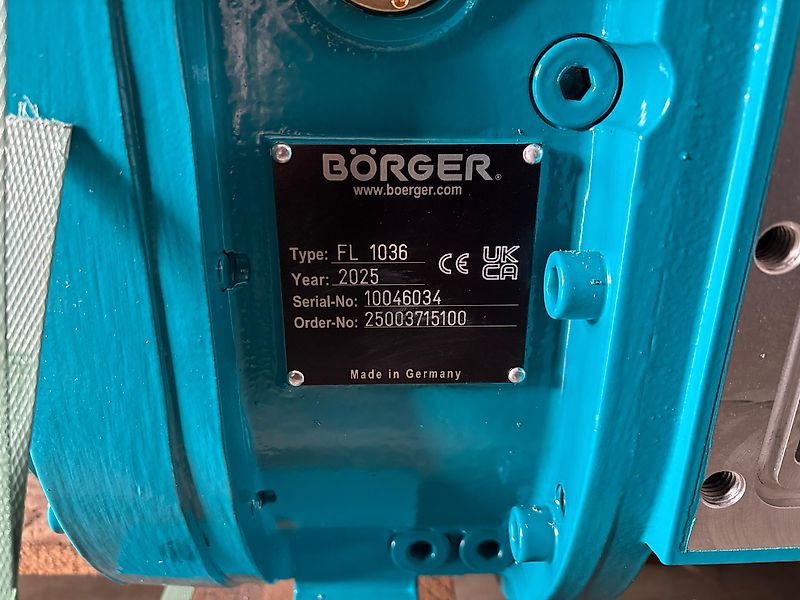 BÖRGER®
www.boerger.com
Type: FL 1036
CE UK CA
Year: 2025
Serial-No: 10046034
Order-No: 25003715100
Made in Germany